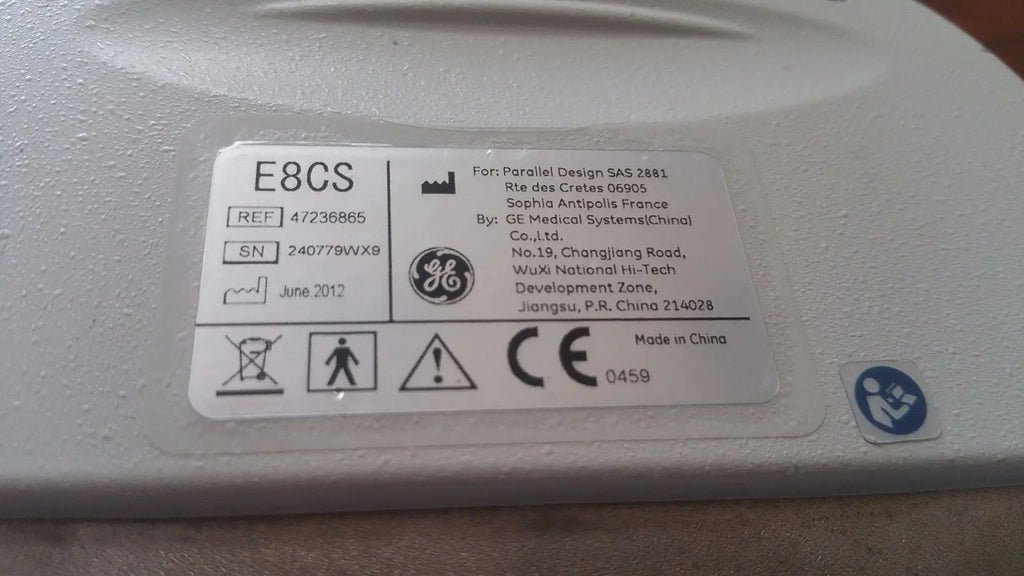 E8CS
REF 47236865
SN 240779WX9
June.2012
For: Parallel Design SAS 2881
Rte des Cretes 06905
Sophia Antipolis France
By: GE Medical Systems(China)
Co.,Ltd.
No.19, Changjiang Road,
WuXi National Hi-Tech
Development Zone,
Jiangsu, P.R. China 214028
GE
CE 0459
Made in China